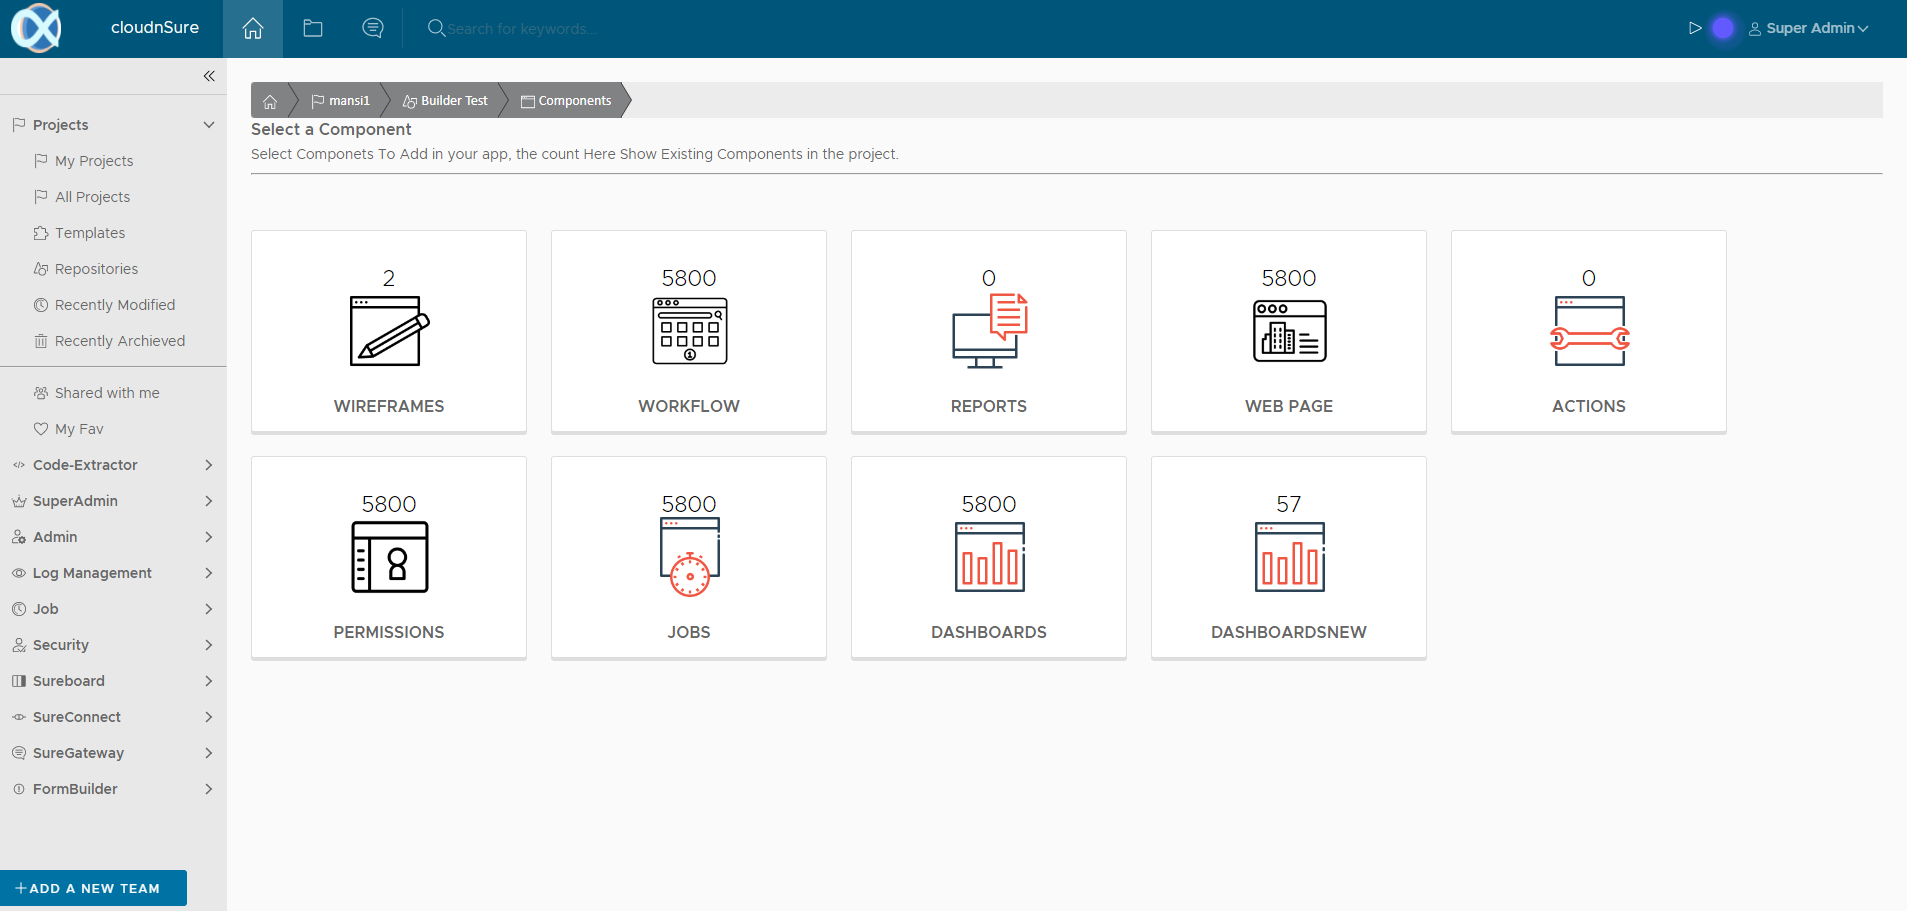 cloudnSure
Search for keywords...
Super Admin
Projects
My Projects
All Projects
Templates
Repositories
Recently Modified
Recently Archieved
Shared with me
My Fav
Code-Extractor
SuperAdmin
Admin
Log Management
Job
Security
Sureboard
SureConnect
SureGateway
FormBuilder
+ ADD A NEW TEAM
mansi1
Builder Test
Components
Select a Component
Select Componets To Add in your app, the count Here Show Existing Components in the project.
2
WIREFRAMES
5800
WORKFLOW
0
REPORTS
5800
WEB PAGE
0
ACTIONS
5800
PERMISSIONS
5800
JOBS
5800
DASHBOARDS
57
DASHBOARDSNEW